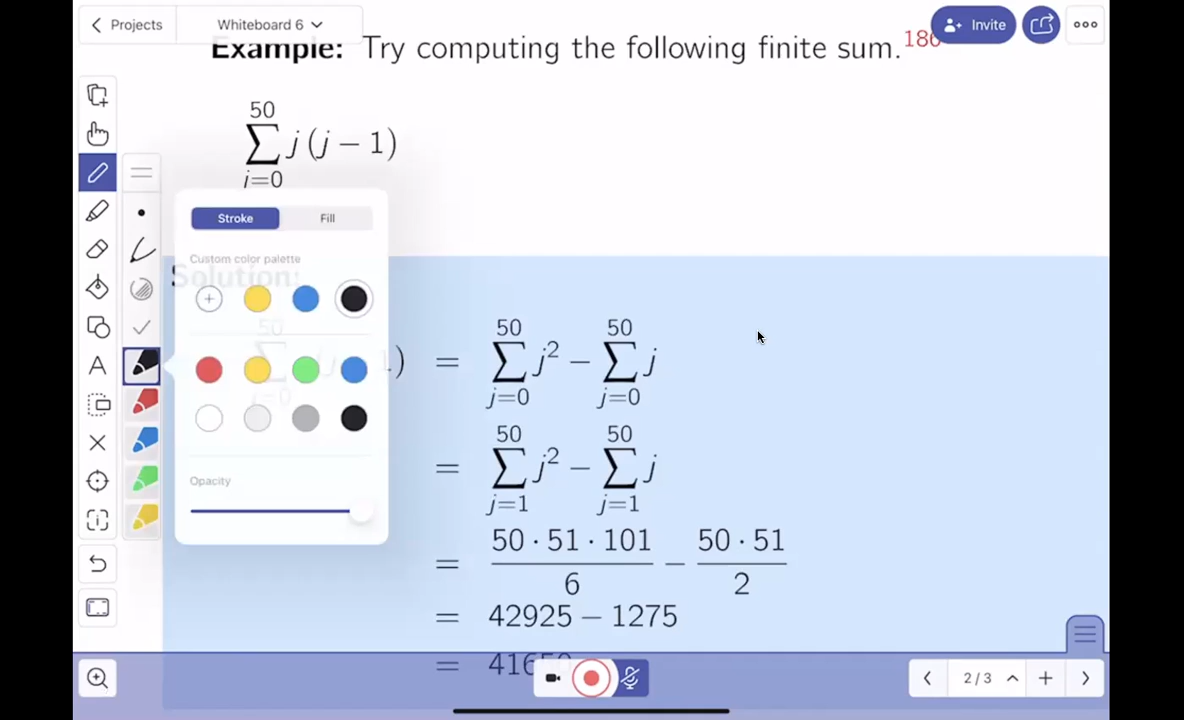 Projects
Whiteboard 6
Invite
Example: Try computing the following finite sum.
50
∑ j (j − 1)
i=0
Stroke Fill
Custom color palette
Solution:
50 50
= ∑ j² − ∑ j
j=0 j=0
50 50
= ∑ j² − ∑ j
j=1 j=1
50 · 51 · 101 50 · 51
= ––– − –––
6 2
= 42925 − 1275
Opacity
A
2/3